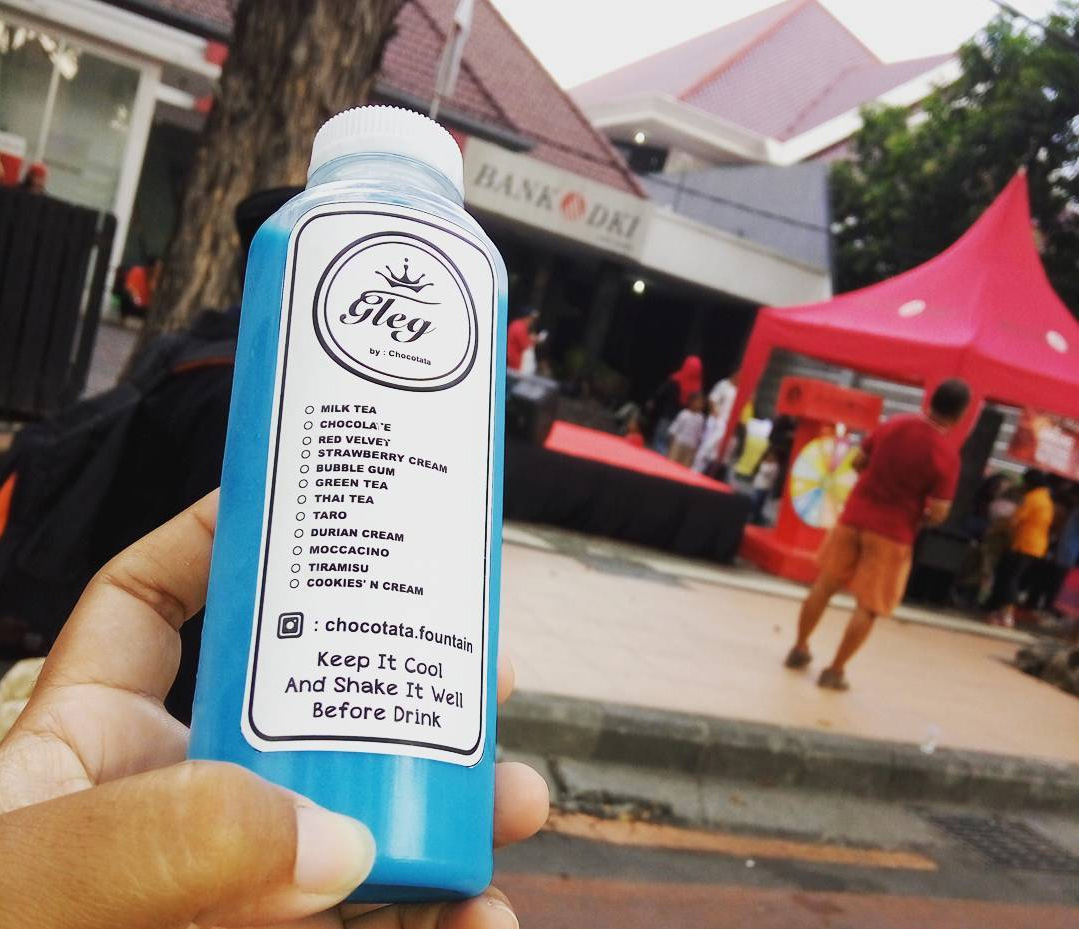 Gleg
by : Chocotata
MILK TEA
CHOCOLATE
RED VELVET
STRAWBERRY CREAM
BUBBLE GUM
GREEN TEA
THAI TEA
TARO
DURIAN CREAM
MOCCACINO
TIRAMISU
COOKIES' N CREAM
: chocotata.fountain
Keep It Cool
And Shake It Well
Before Drink
BANK DKI